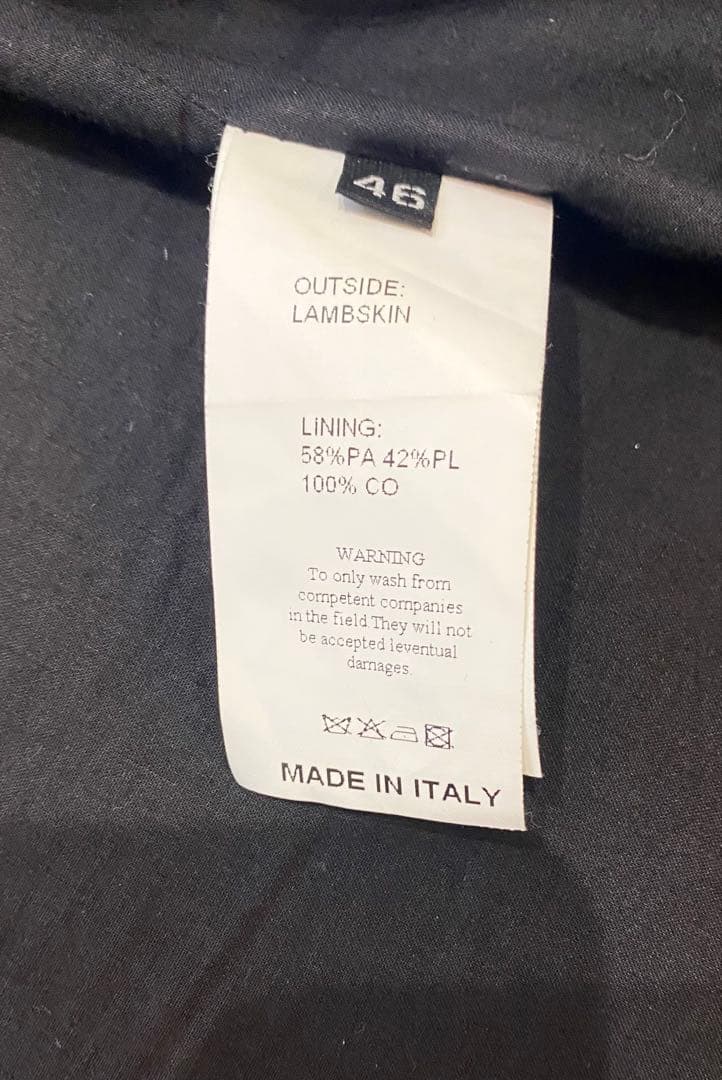 46
OUTSIDE:
LAMBSKIN
LiNING:
58%PA 42%PL
100% CO
WARNING
To only wash from
competent companies
in the field.They will not
be accepted leventual
damages.
MADE IN ITALY